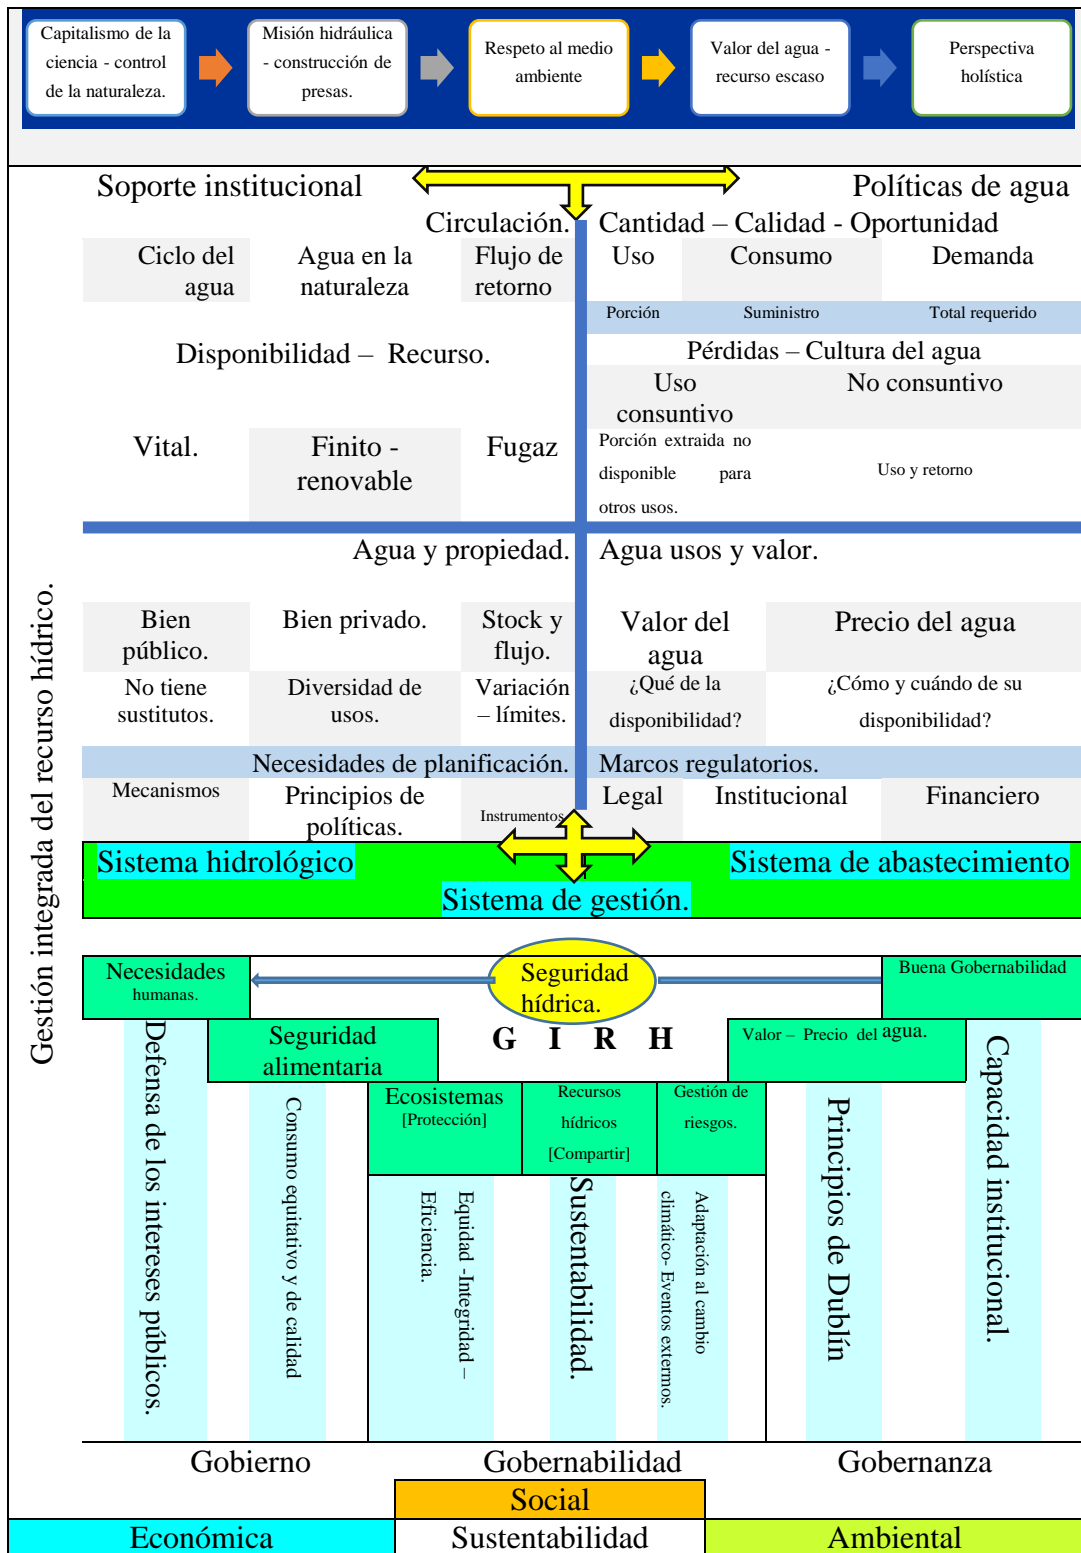 Capitalismo de la
ciencia - control
de la naturaleza.
Misión hidráulica
- construcción de
presas.
Respeto al medio
ambiente
Valor del agua -
recurso escaso
Perspectiva
holística
Gestión integrada del recurso hídrico.
Soporte institucional
Políticas de agua
Circulación.
Cantidad – Calidad - Oportunidad
Ciclo del
agua
Agua en la
naturaleza
Flujo de
retorno
Uso
Consumo
Demanda
Porción
Suministro
Total requerido
Disponibilidad – Recurso.
Pérdidas – Cultura del agua
Uso
consuntivo
No consuntivo
Vital.
Finito -
renovable
Fugaz
Porción extraida no
disponible para
otros usos.
Uso y retorno
Agua y propiedad.
Agua usos y valor.
Bien
público.
Bien privado.
Stock y
flujo.
Valor del
agua
Precio del agua
No tiene
sustitutos.
Diversidad de
usos.
Variación
– límites.
¿Qué de la
disponibilidad?
¿Cómo y cuándo de su
disponibilidad?
Necesidades de planificación.
Marcos regulatorios.
Mecanismos
Principios de
políticas.
Instrumentos
Legal
Institucional
Financiero
Sistema hidrológico
Sistema de abastecimiento
Sistema de gestión.
Necesidades
humanas.
Seguridad
hídrica.
Buena Gobernabilidad
Seguridad
alimentaria
G I R H
Valor – Precio del agua.
Ecosistemas
[Protección]
Recursos
hídricos
[Compartir]
Gestión de
riesgos.
Defensa de los intereses públicos.
Consumo equitativo y de calidad
Equidad -Integridad –
Eficiencia.
Sustentabilidad.
Adaptación al cambio
climático- Eventos extermos.
Principios de Dublín
Capacidad institucional.
Gobierno
Gobernabilidad
Gobernanza
Social
Económica
Sustentabilidad
Ambiental